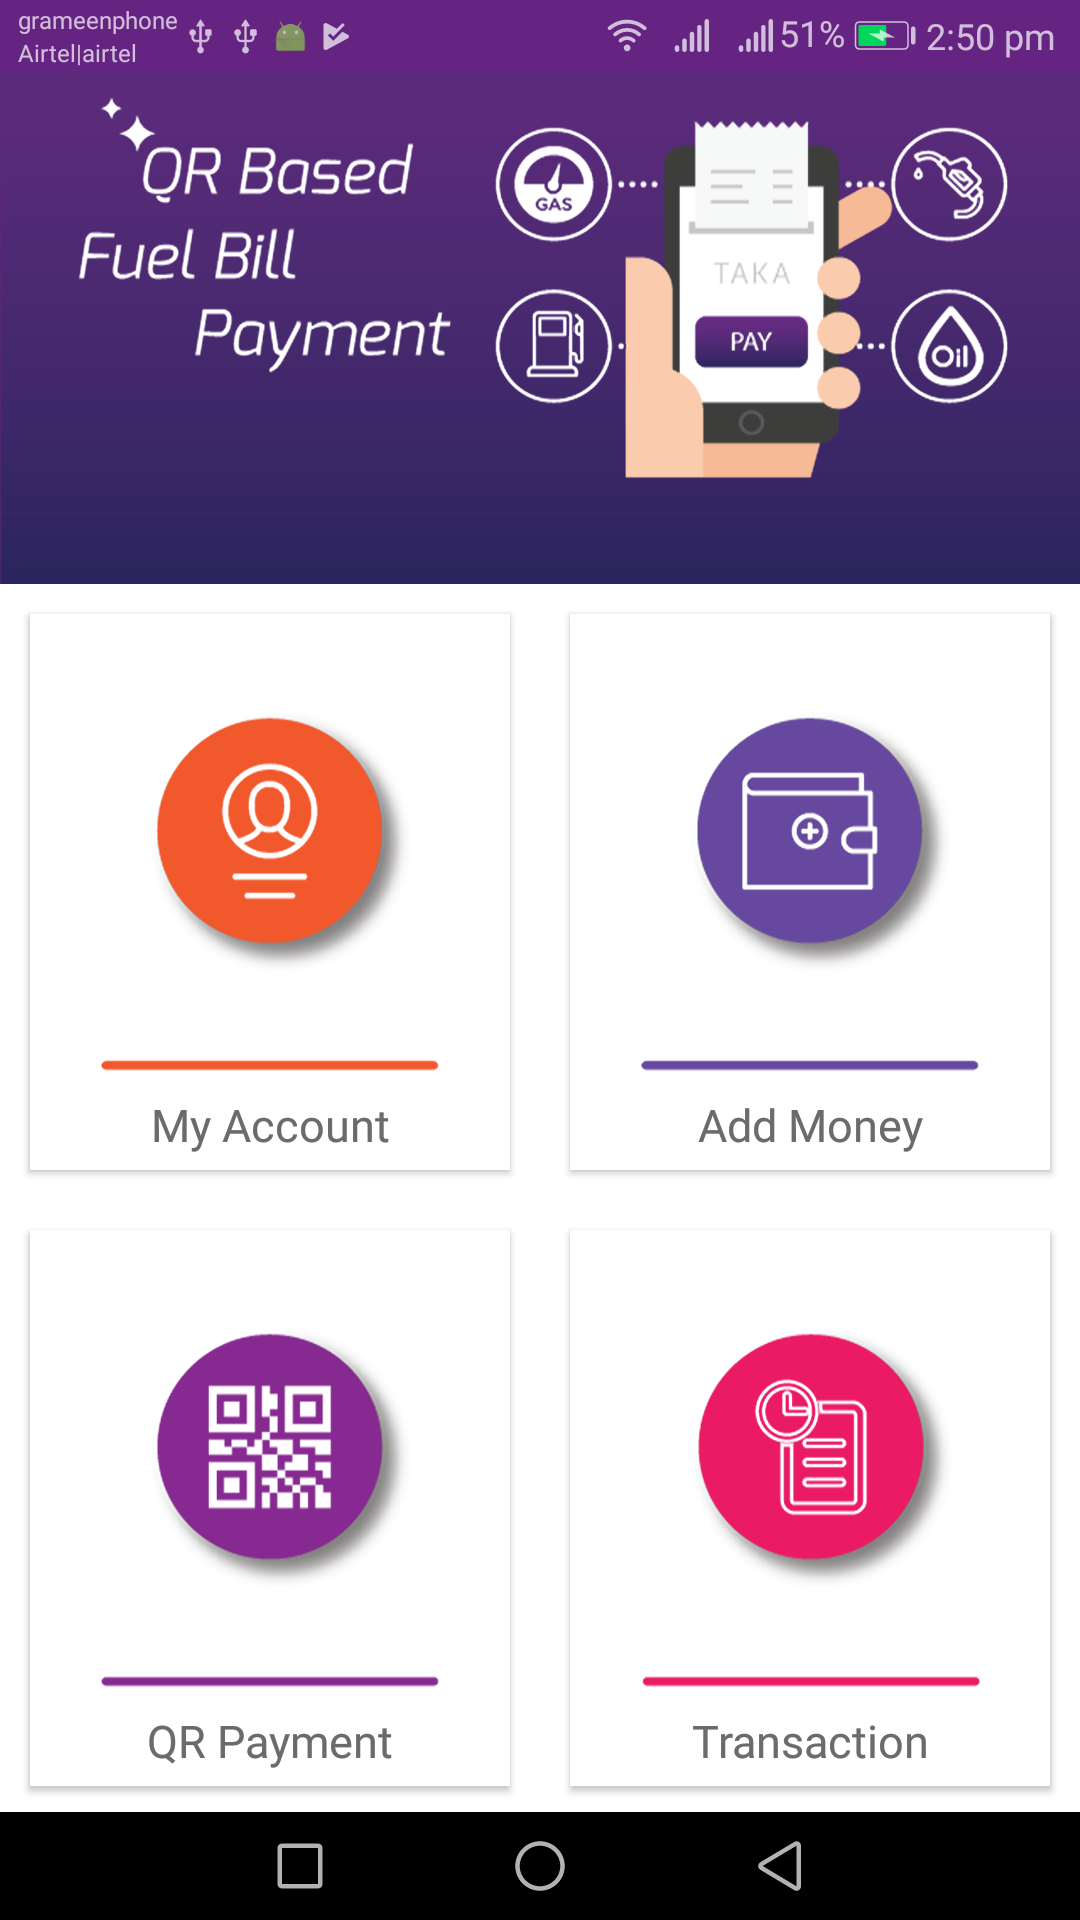 grameenphone
Airtel|airtel
51%
2:50 pm
QR Based
Fuel Bill
Payment
GAS
TAKA
PAY
Oil
My Account
Add Money
QR Payment
Transaction